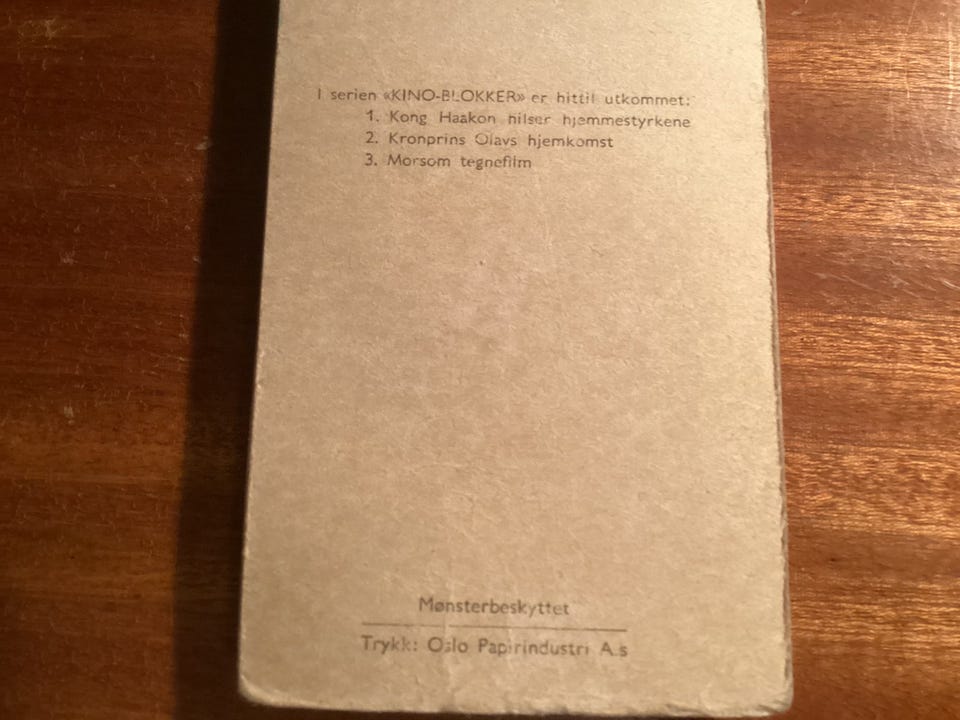 I serien «KINO-BLOKKER» er hittil utkommet:
1. Kong Haakon hilser hjemmestyrkene
2. Kronprins Olavs hjemkomst
3. Morsom tegnefilm
Mønsterbeskyttet
Trykk: Oslo Papirindustri A.s